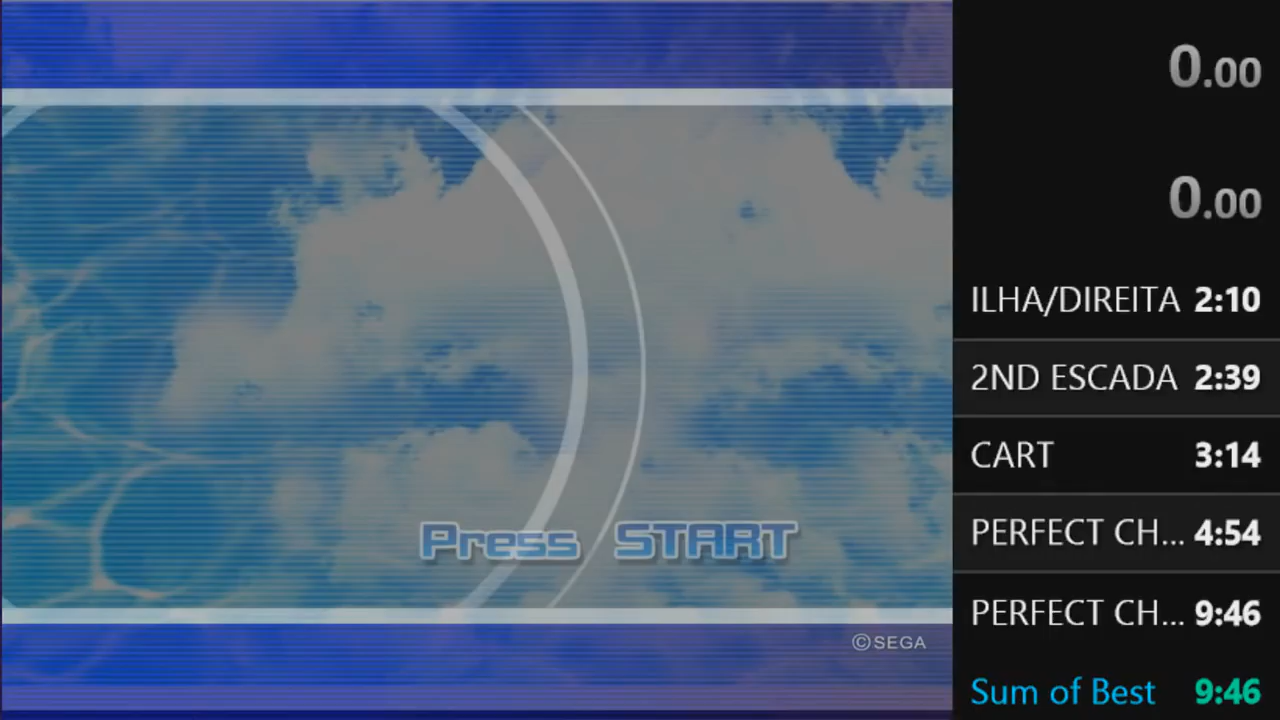 Press START
©SEGA
0.00
0.00
ILHA/DIREITA 2:10
2ND ESCADA 2:39
CART 3:14
PERFECT CH... 4:54
PERFECT CH... 9:46
Sum of Best 9:46